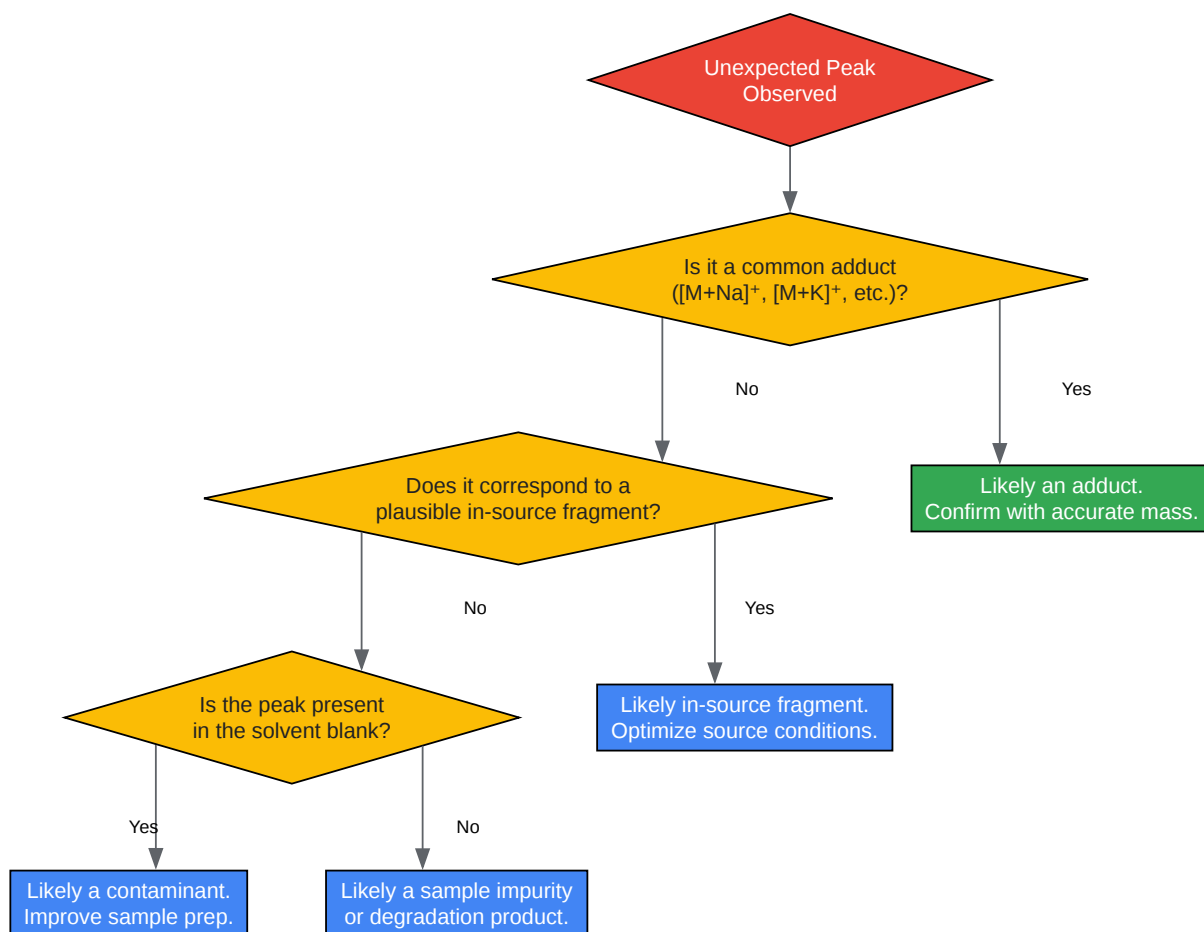 Unexpected Peak
Observed
Is it a common adduct
([M+Na]⁺, [M+K]⁺, etc.)?
No
Yes
Does it correspond to a
plausible in-source fragment?
Likely an adduct.
Confirm with accurate mass.
No
Yes
Is the peak present
in the solvent blank?
Likely in-source fragment.
Optimize source conditions.
Yes
No
Likely a contaminant.
Improve sample prep.
Likely a sample impurity
or degradation product.